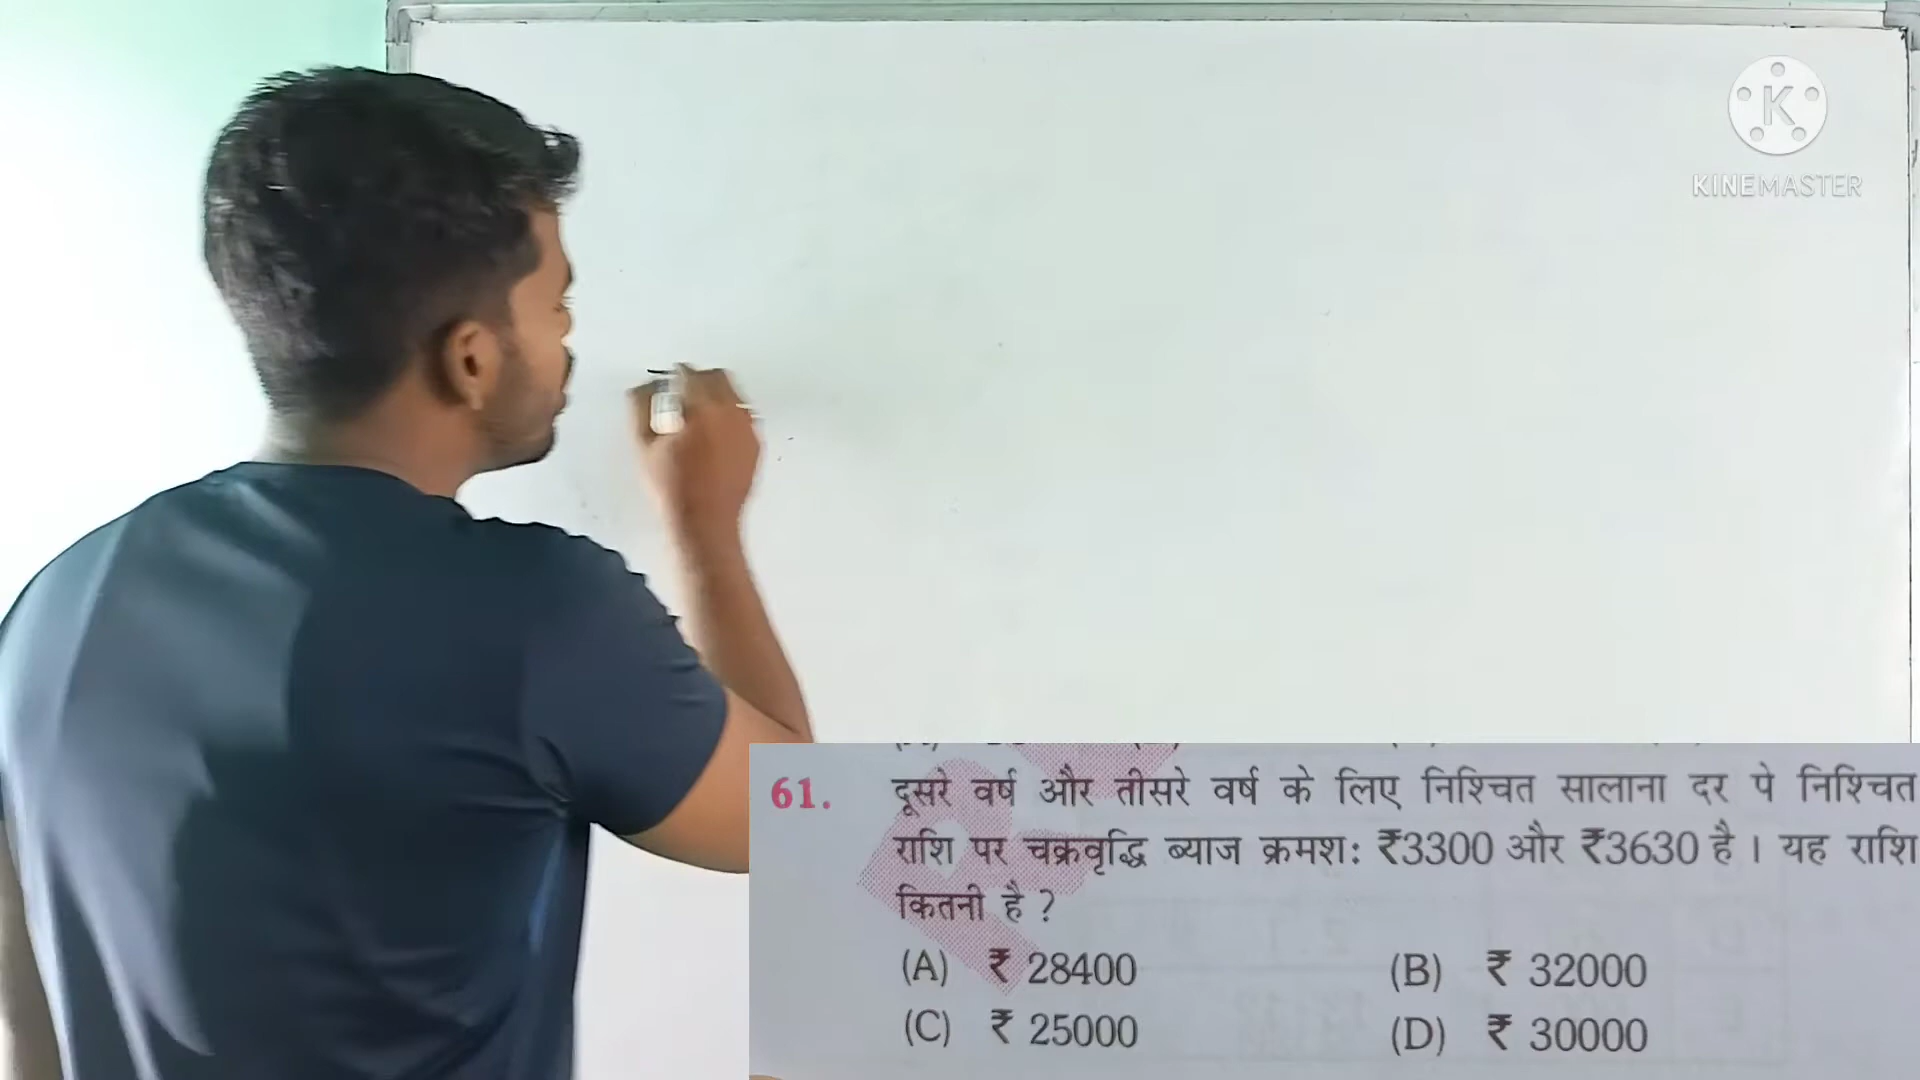 K
KINEMASTER
61. दूसरे वर्ष और तीसरे वर्ष के लिए निश्चित सालाना दर पे निश्चित
राशि पर चक्रवृद्धि ब्याज क्रमशः ₹3300 और ₹3630 है । यह राशि
कितनी है ?
(A) ₹ 28400 (B) ₹ 32000
(C) ₹ 25000 (D) ₹ 30000